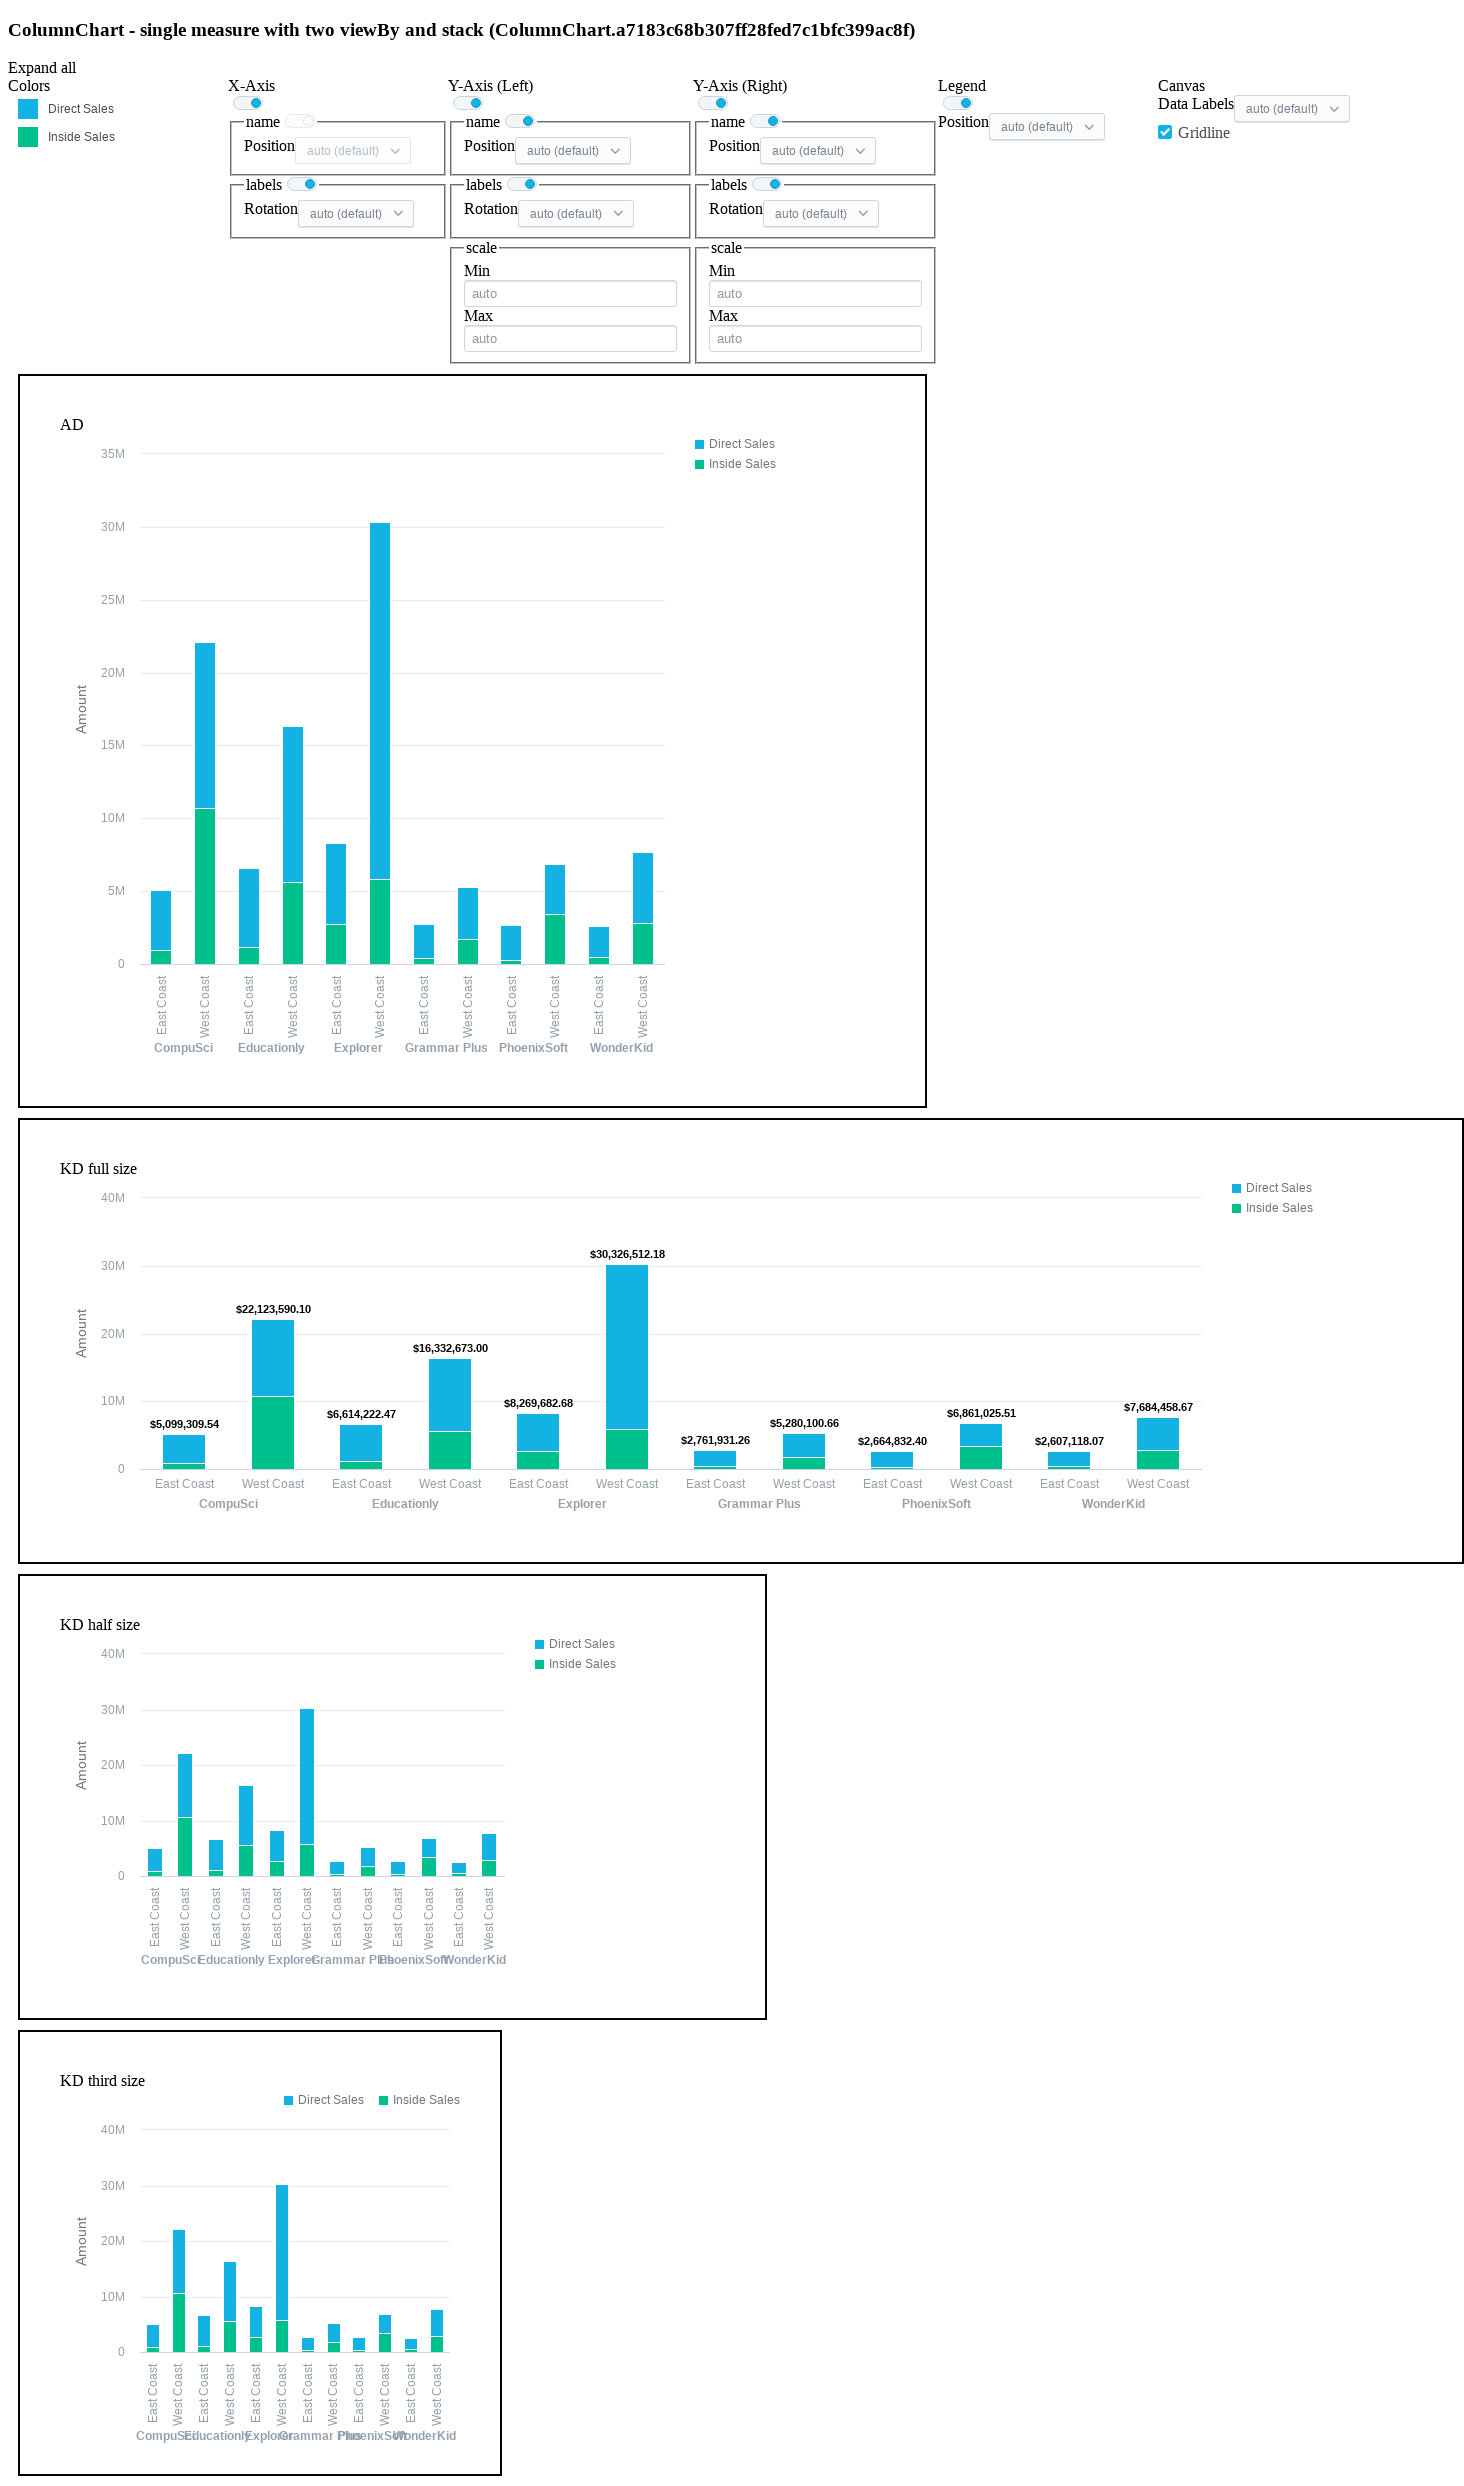 ColumnChart - single measure with two viewBy and stack (ColumnChart.a7183c68b307ff28fed7c1bfc399ac8f)
Expand all
Colors
Direct Sales
Inside Sales
X-Axis
name
Position auto (default)
labels
Rotation auto (default)
Y-Axis (Left)
name
Position auto (default)
labels
Rotation auto (default)
scale
Min
auto
Max
auto
Y-Axis (Right)
name
Position auto (default)
labels
Rotation auto (default)
scale
Min
auto
Max
auto
Legend
Position auto (default)
Canvas
Data Labels auto (default)
Gridline
AD
Direct Sales
Inside Sales
Amount
35M
30M
25M
20M
15M
10M
5M
0
East Coast West Coast East Coast West Coast East Coast West Coast East Coast West Coast East Coast West Coast East Coast West Coast
CompuSci Educationly Explorer Grammar Plus PhoenixSoft WonderKid
KD full size
Direct Sales
Inside Sales
Amount
40M
30M
20M
10M
0
$5,099,309.54 $22,123,590.10 $6,614,222.47 $16,332,673.00 $8,269,682.68 $30,326,512.18 $2,761,931.26 $5,280,100.66 $2,664,832.40 $6,861,025.51 $2,607,118.07 $7,684,458.67
East Coast West Coast East Coast West Coast East Coast West Coast East Coast West Coast East Coast West Coast East Coast West Coast
CompuSci Educationly Explorer Grammar Plus PhoenixSoft WonderKid
KD half size
Direct Sales
Inside Sales
Amount
40M
30M
20M
10M
0
East Coast West Coast East Coast West Coast East Coast West Coast East Coast West Coast East Coast West Coast East Coast West Coast
CompuSci Educationly Explorer Grammar Plus PhoenixSoft WonderKid
KD third size
Direct Sales Inside Sales
Amount
40M
30M
20M
10M
0
East Coast West Coast East Coast West Coast East Coast West Coast East Coast West Coast East Coast West Coast East Coast West Coast
CompuSci Educationly Explorer Grammar Plus PhoenixSoft WonderKid